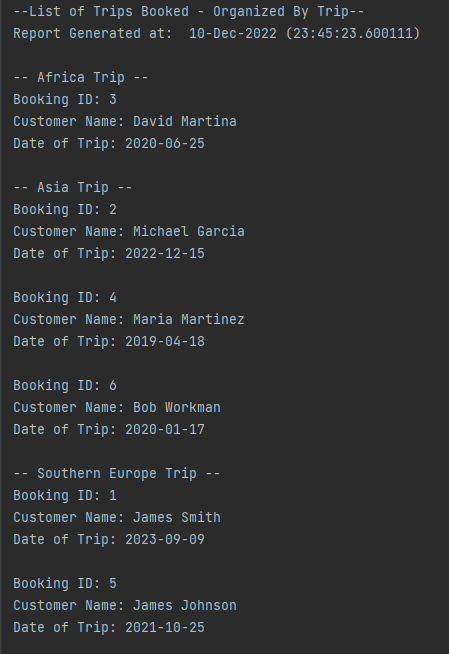 --List of Trips Booked - Organized By Trip--
Report Generated at:  10-Dec-2022 (23:45:23.600111)
-- Africa Trip --
Booking ID: 3
Customer Name: David Martina
Date of Trip: 2020-06-25
-- Asia Trip --
Booking ID: 2
Customer Name: Michael Garcia
Date of Trip: 2022-12-15
Booking ID: 4
Customer Name: Maria Martinez
Date of Trip: 2019-04-18
Booking ID: 6
Customer Name: Bob Workman
Date of Trip: 2020-01-17
-- Southern Europe Trip --
Booking ID: 1
Customer Name: James Smith
Date of Trip: 2023-09-09
Booking ID: 5
Customer Name: James Johnson
Date of Trip: 2021-10-25